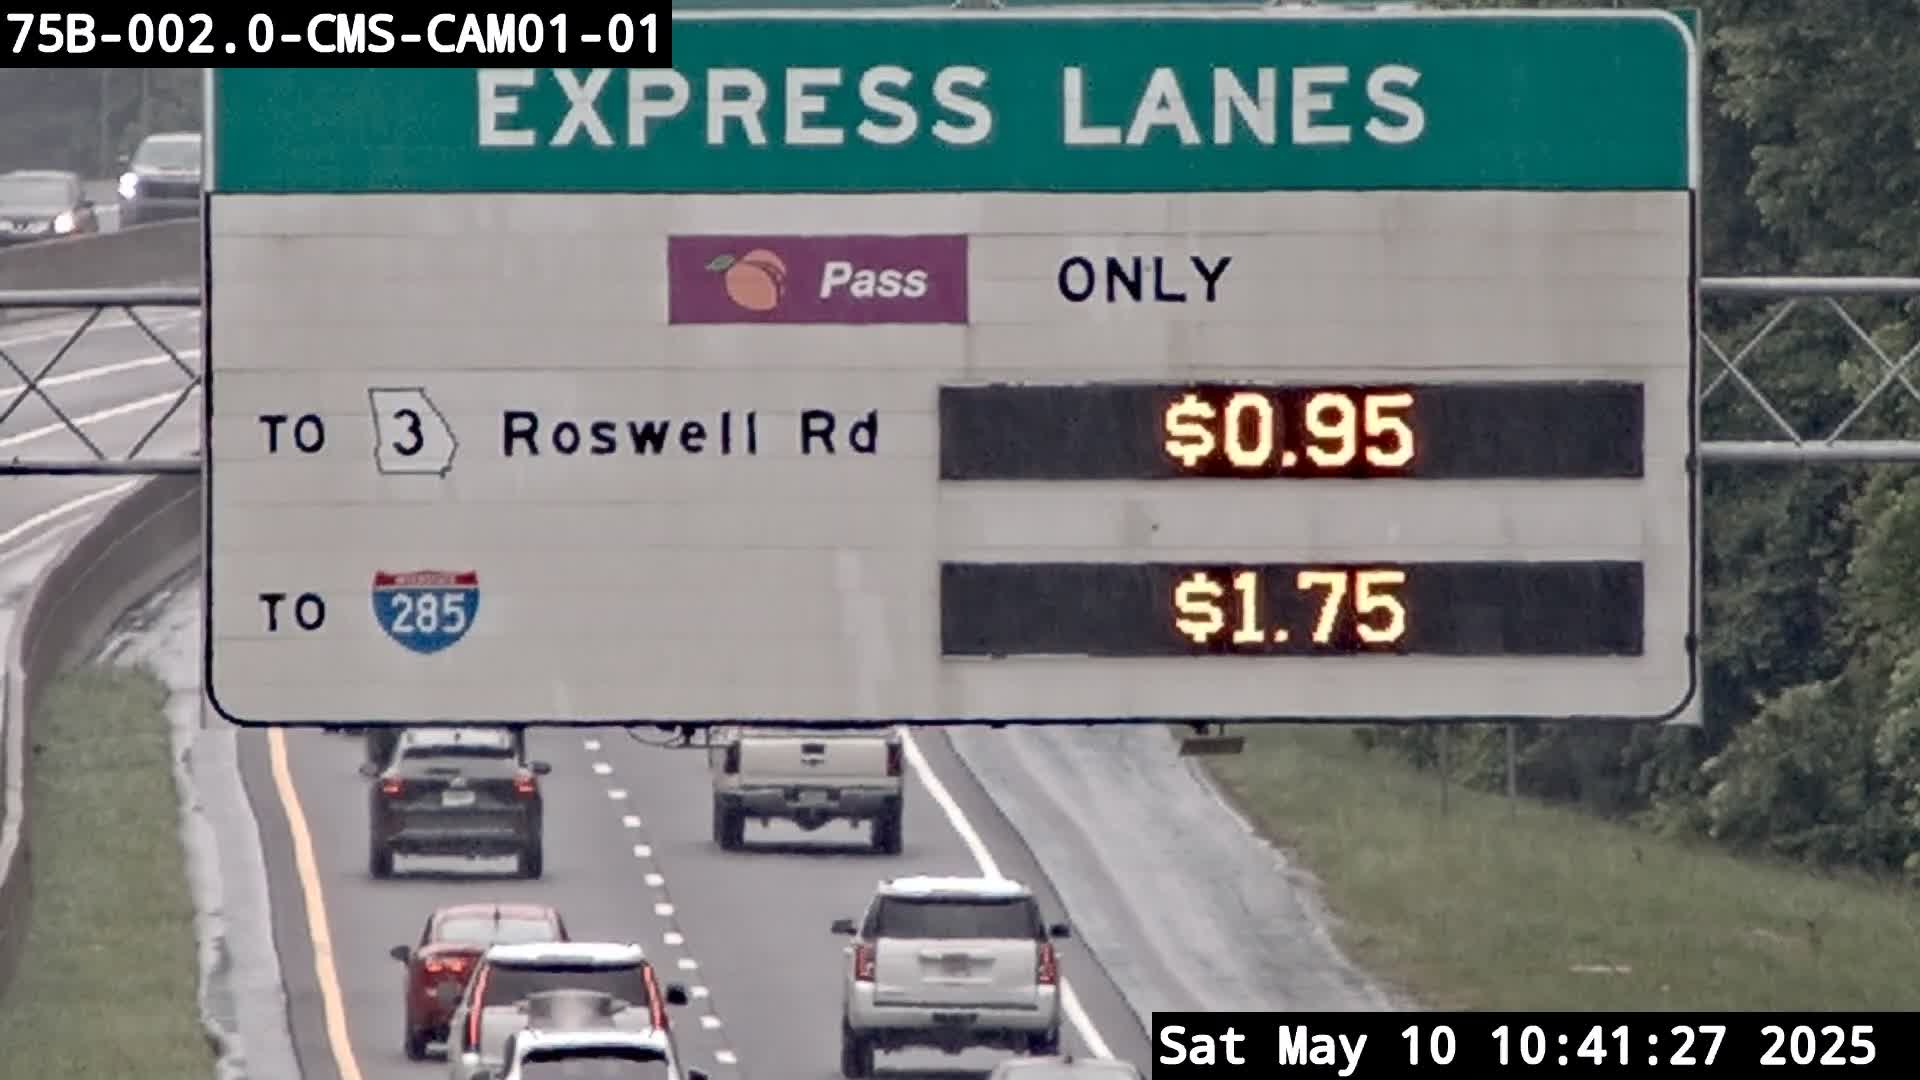 75B-002.0-CMS-CAM01-01
EXPRESS LANES
Pass ONLY
TO 3 Roswell Rd $0.95
INTERSTATE
TO 285 $1.75
Sat May 10 10:41:27 2025